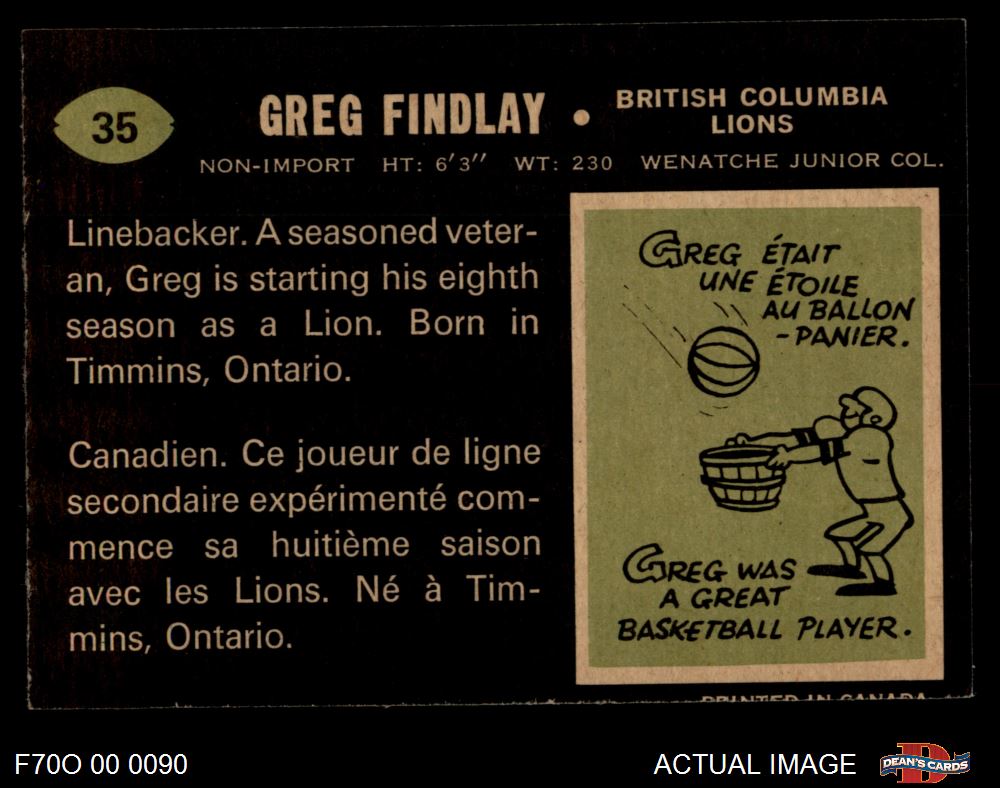 35
GREG FINDLAY • BRITISH COLUMBIA
LIONS
NON-IMPORT HT: 6'3" WT: 230 WENATCHE JUNIOR COL.
Linebacker. A seasoned veter-
an, Greg is starting his eighth
season as a Lion. Born in
Timmins, Ontario.
Canadien. Ce joueur de ligne
secondaire expérimenté com-
mence sa huitième saison
avec les Lions. Né à Tim-
mins, Ontario.
GREG ÉTAIT
UNE ÉTOILE
AU BALLON
-PANIER.
GREG WAS
A GREAT
BASKETBALL PLAYER.
PRINTED IN CANADA
F70O 00 0090
ACTUAL IMAGE
D
DEAN'S CARDS